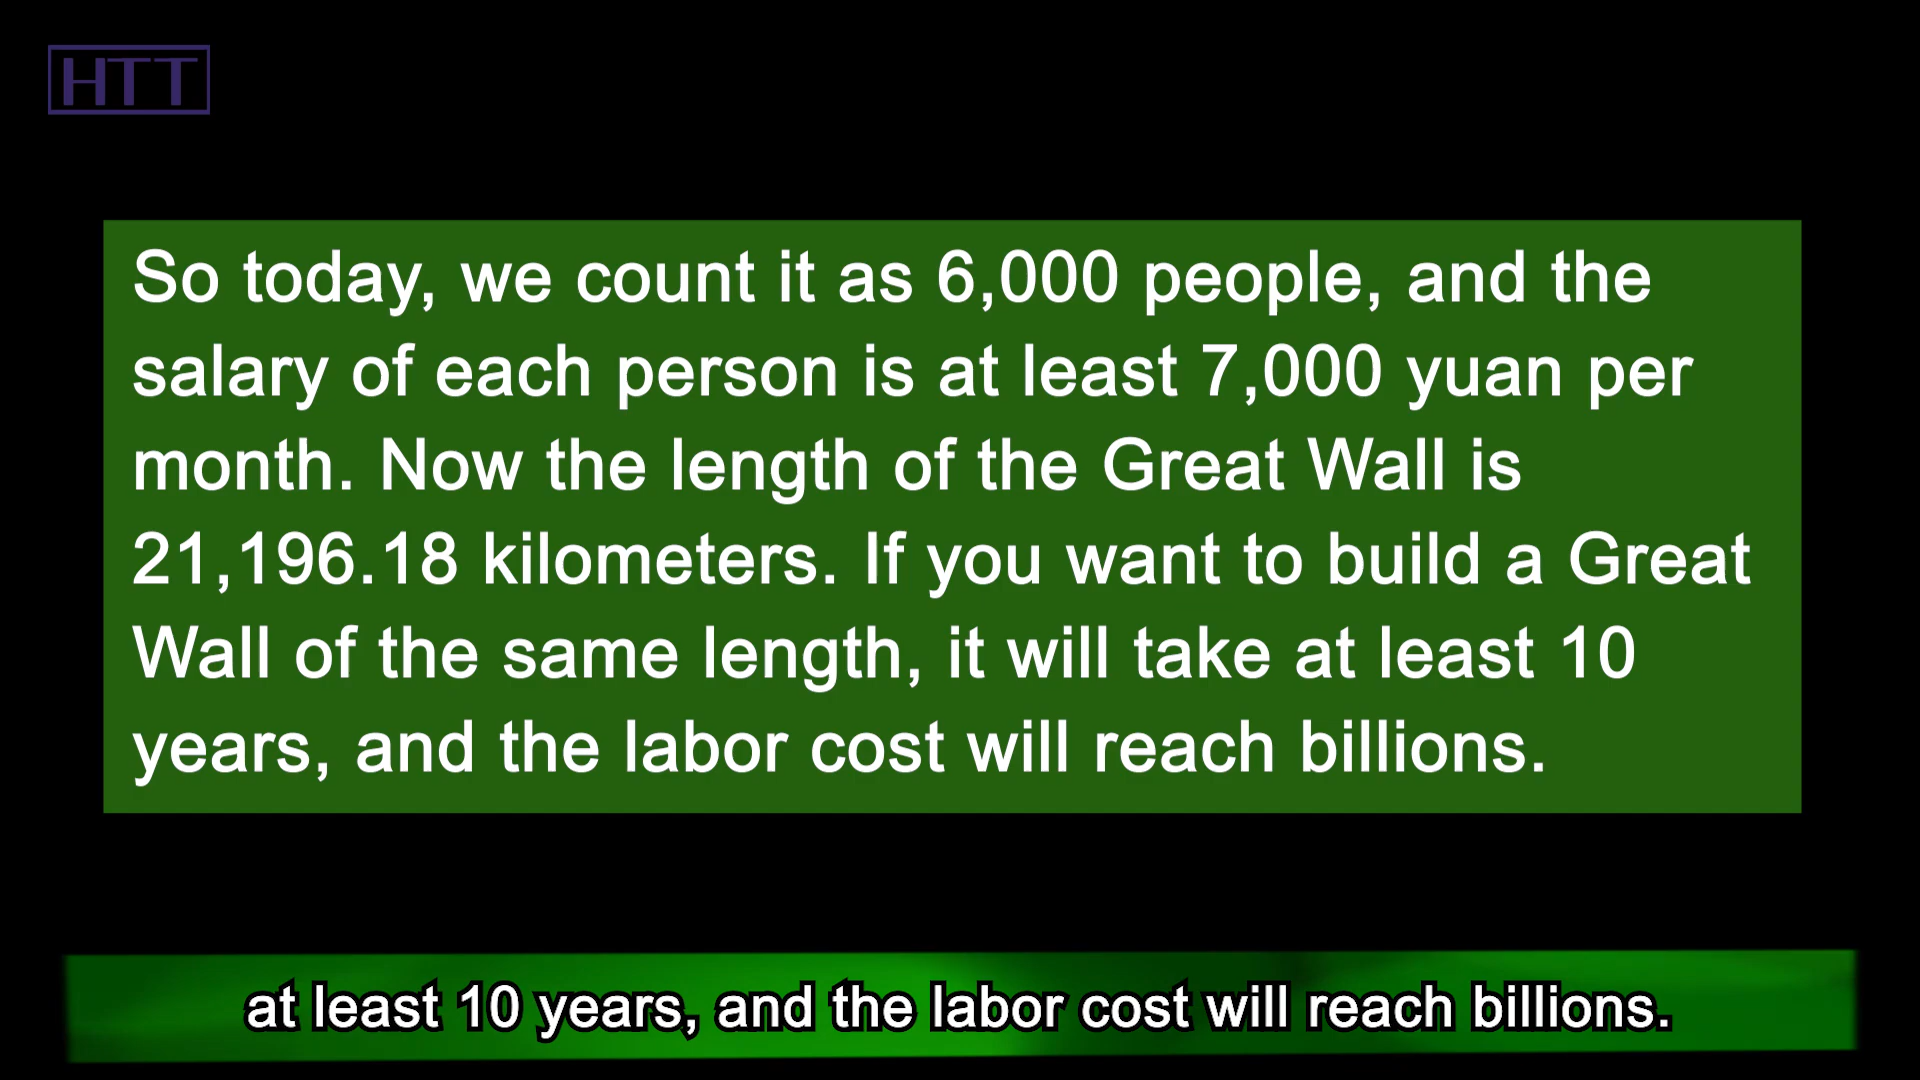 HTT
So today, we count it as 6,000 people, and the
salary of each person is at least 7,000 yuan per
month. Now the length of the Great Wall is
21,196.18 kilometers. If you want to build a Great
Wall of the same length, it will take at least 10
years, and the labor cost will reach billions.
at least 10 years, and the labor cost will reach billions.